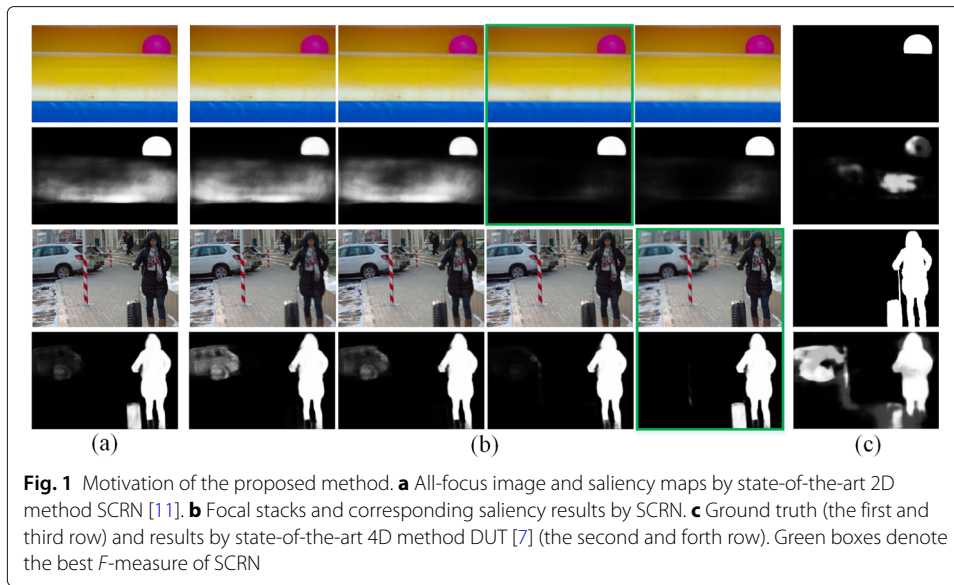 (a) (b) (c)
Fig. 1 Motivation of the proposed method. a All-focus image and saliency maps by state-of-the-art 2D
method SCRN [11]. b Focal stacks and corresponding saliency results by SCRN. c Ground truth (the first and
third row) and results by state-of-the-art 4D method DUT [7] (the second and forth row). Green boxes denote
the best F-measure of SCRN